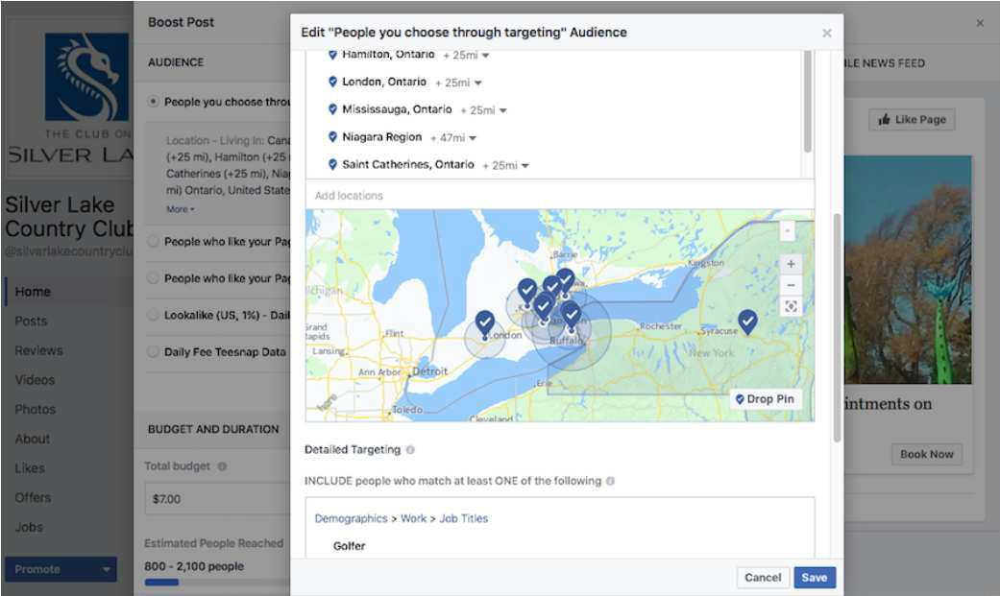 THE CLUB ON
SILVER LA
Silver Lake
Country Club
@silverlakecountryclu
Home
Posts
Reviews
Videos
Photos
About
Likes
Offers
Jobs
Promote
Boost Post
AUDIENCE
People you choose throu
Location - Living In: Cana
(+25 mi), Hamilton (+25
Catherines (+25 mi), Nia
mi) Ontario, United State
More
People who like your Pag
People who like your Pag
Lookalike (US, 1%) - Dail
Daily Fee Teesnap Data
BUDGET AND DURATION
Total budget
$7.00
Estimated People Reached
800 - 2,100 people
Edit "People you choose through targeting" Audience
Hamilton, Ontario + 25mi
London, Ontario + 25mi
Mississauga, Ontario + 25mi
Niagara Region + 47mi
Saint Catherines, Ontario + 25mi
Add locations
Barrie
Kingston
ichigan
Grand
Rapids
Flint
London
Buffalo
Rochester
Syracuse
Lansing
New York
Ann Arbor
Detroit
Erie
Toledo
Cleveland
Drop Pin
Detailed Targeting
INCLUDE people who match at least ONE of the following
Demographics > Work > Job Titles
Golfer
Cancel
Save
ILE NEWS FEED
Like Page
intments on
Book Now